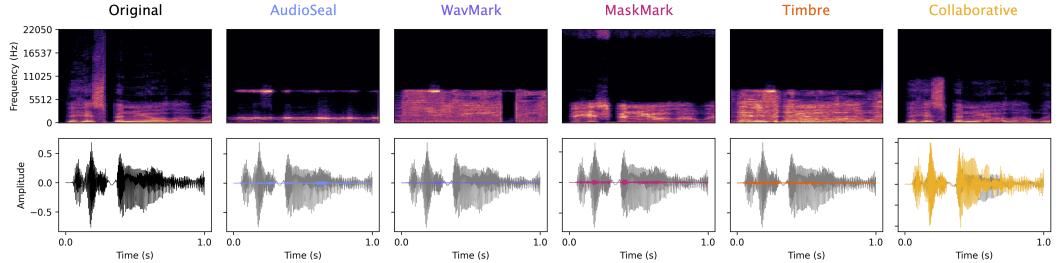 Original AudioSeal WavMark MaskMark Timbre Collaborative
Frequency (Hz)
22050
16537
11025
5512
0
Amplitude
0.5
0.0
−0.5
0.0 1.0 0.0 1.0 0.0 1.0 0.0 1.0 0.0 1.0 0.0 1.0
Time (s) Time (s) Time (s) Time (s) Time (s) Time (s)